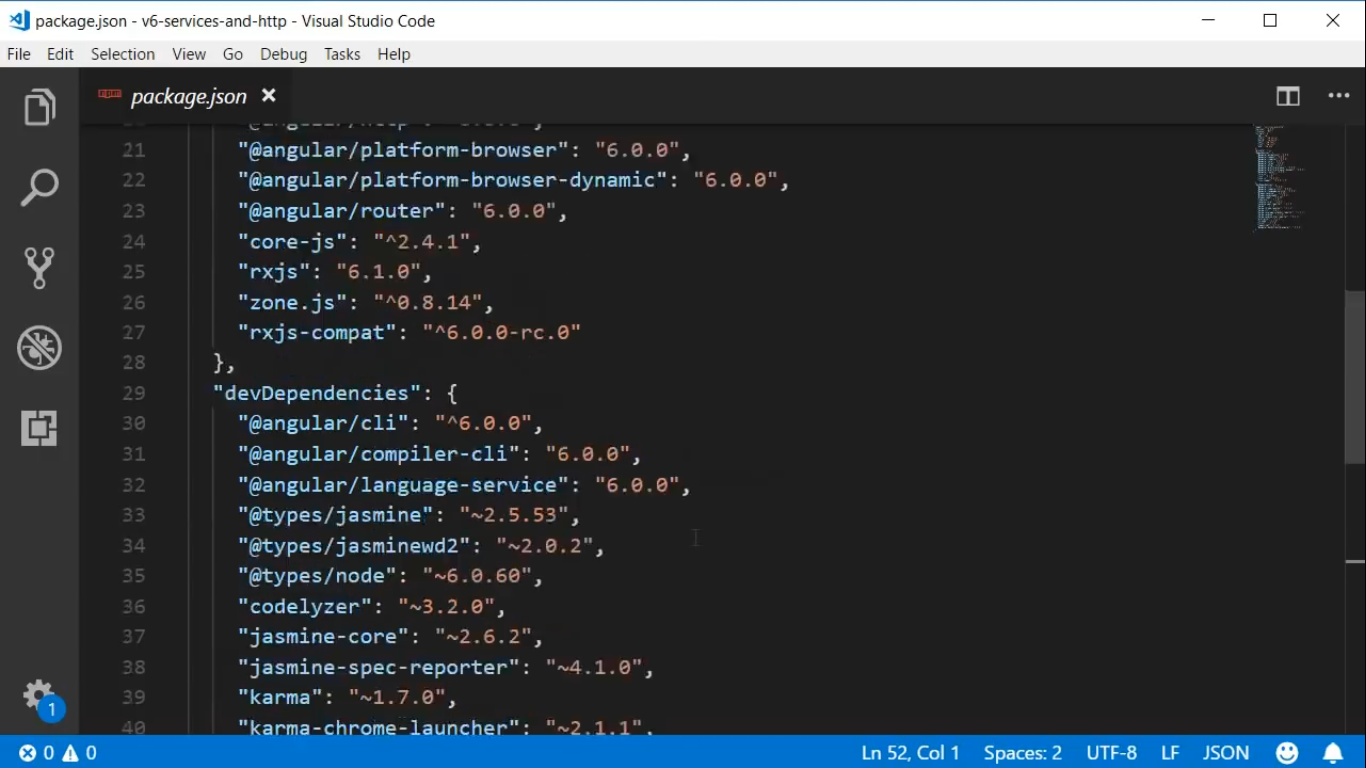 package.json - v6-services-and-http - Visual Studio Code
File Edit Selection View Go Debug Tasks Help
package.json
21 "@angular/platform-browser": "6.0.0",
22 "@angular/platform-browser-dynamic": "6.0.0",
23 "@angular/router": "6.0.0",
24 "core-js": "^2.4.1",
25 "rxjs": "6.1.0",
26 "zone.js": "^0.8.14",
27 "rxjs-compat": "^6.0.0-rc.0"
28 },
29 "devDependencies": {
30 "@angular/cli": "^6.0.0",
31 "@angular/compiler-cli": "6.0.0",
32 "@angular/language-service": "6.0.0",
33 "@types/jasmine": "~2.5.53",
34 "@types/jasminewd2": "~2.0.2",
35 "@types/node": "~6.0.60",
36 "codelyzer": "~3.2.0",
37 "jasmine-core": "~2.6.2",
38 "jasmine-spec-reporter": "~4.1.0",
39 "karma": "~1.7.0",
40 "karma-chrome-launcher": "~2.1.1",
1
0 0 Ln 52, Col 1 Spaces: 2 UTF-8 LF JSON